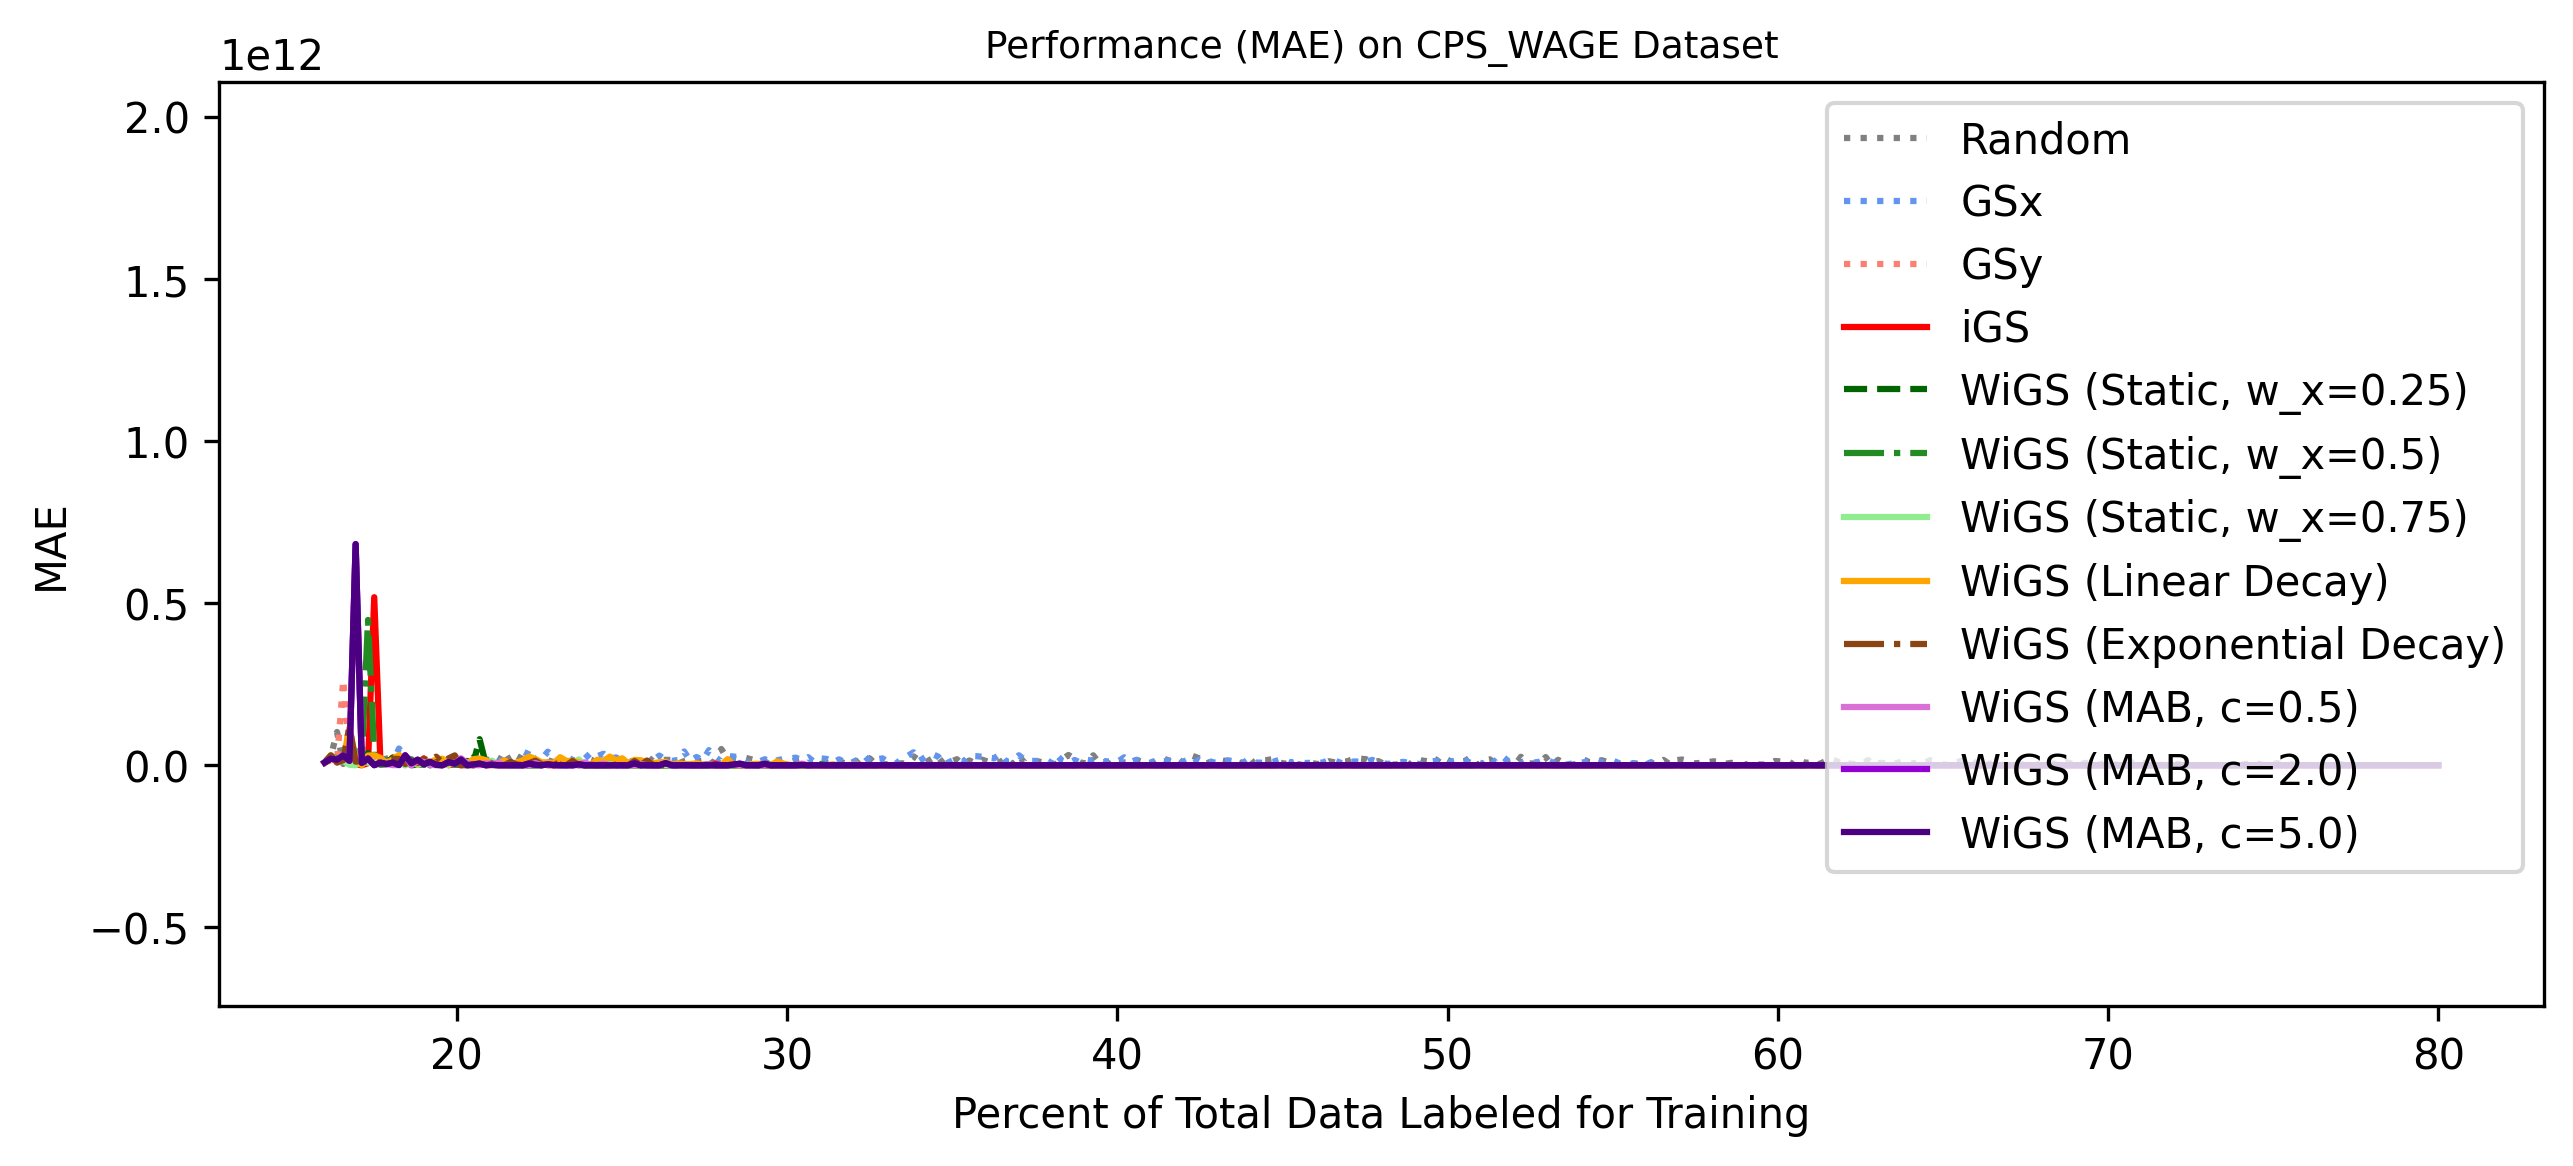 Performance (MAE) on CPS_WAGE Dataset
1e12
2.0
1.5
1.0
0.5
0.0
−0.5
MAE
20 30 40 50 60 70 80
Percent of Total Data Labeled for Training
Random
GSx
GSy
iGS
WiGS (Static, w_x=0.25)
WiGS (Static, w_x=0.5)
WiGS (Static, w_x=0.75)
WiGS (Linear Decay)
WiGS (Exponential Decay)
WiGS (MAB, c=0.5)
WiGS (MAB, c=2.0)
WiGS (MAB, c=5.0)